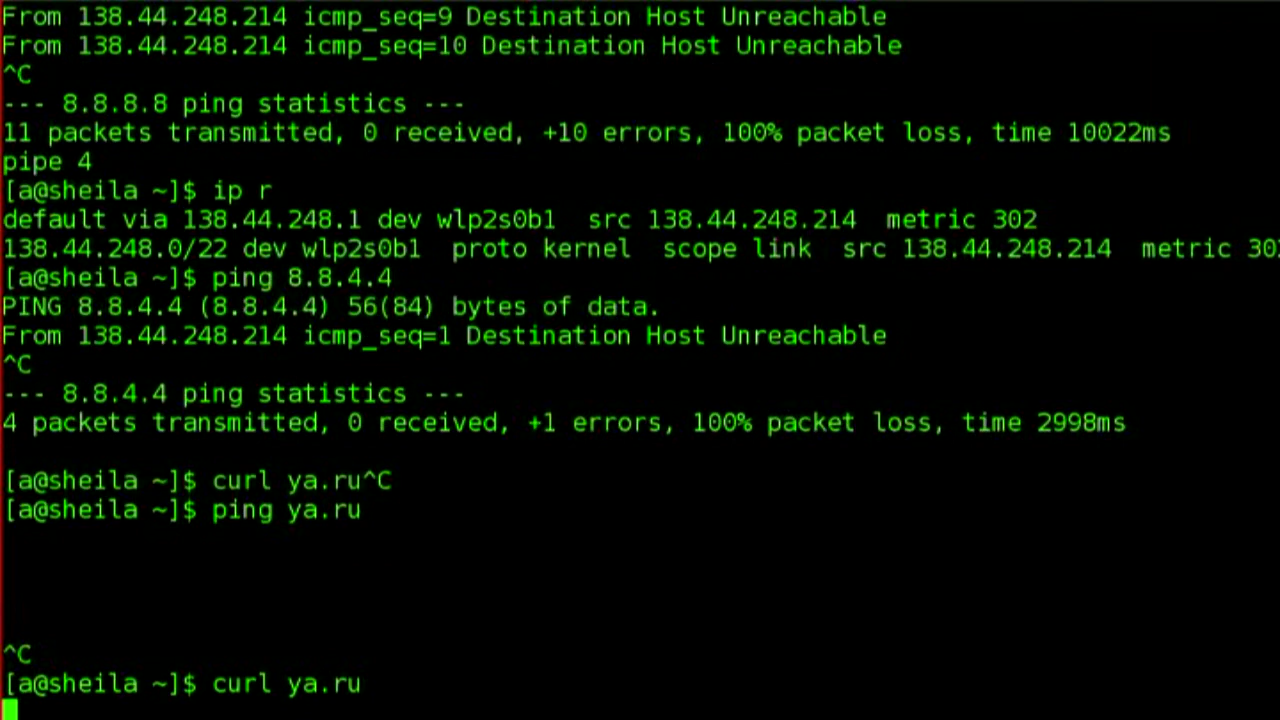 From 138.44.248.214 icmp_seq=9 Destination Host Unreachable
From 138.44.248.214 icmp_seq=10 Destination Host Unreachable
^C
--- 8.8.8.8 ping statistics ---
11 packets transmitted, 0 received, +10 errors, 100% packet loss, time 10022ms
pipe 4
[a@sheila ~]$ ip r
default via 138.44.248.1 dev wlp2s0b1  src 138.44.248.214  metric 302
138.44.248.0/22 dev wlp2s0b1  proto kernel  scope link  src 138.44.248.214  metric 302
[a@sheila ~]$ ping 8.8.4.4
PING 8.8.4.4 (8.8.4.4) 56(84) bytes of data.
From 138.44.248.214 icmp_seq=1 Destination Host Unreachable
^C
--- 8.8.4.4 ping statistics ---
4 packets transmitted, 0 received, +1 errors, 100% packet loss, time 2998ms
[a@sheila ~]$ curl ya.ru^C
[a@sheila ~]$ ping ya.ru
^C
[a@sheila ~]$ curl ya.ru